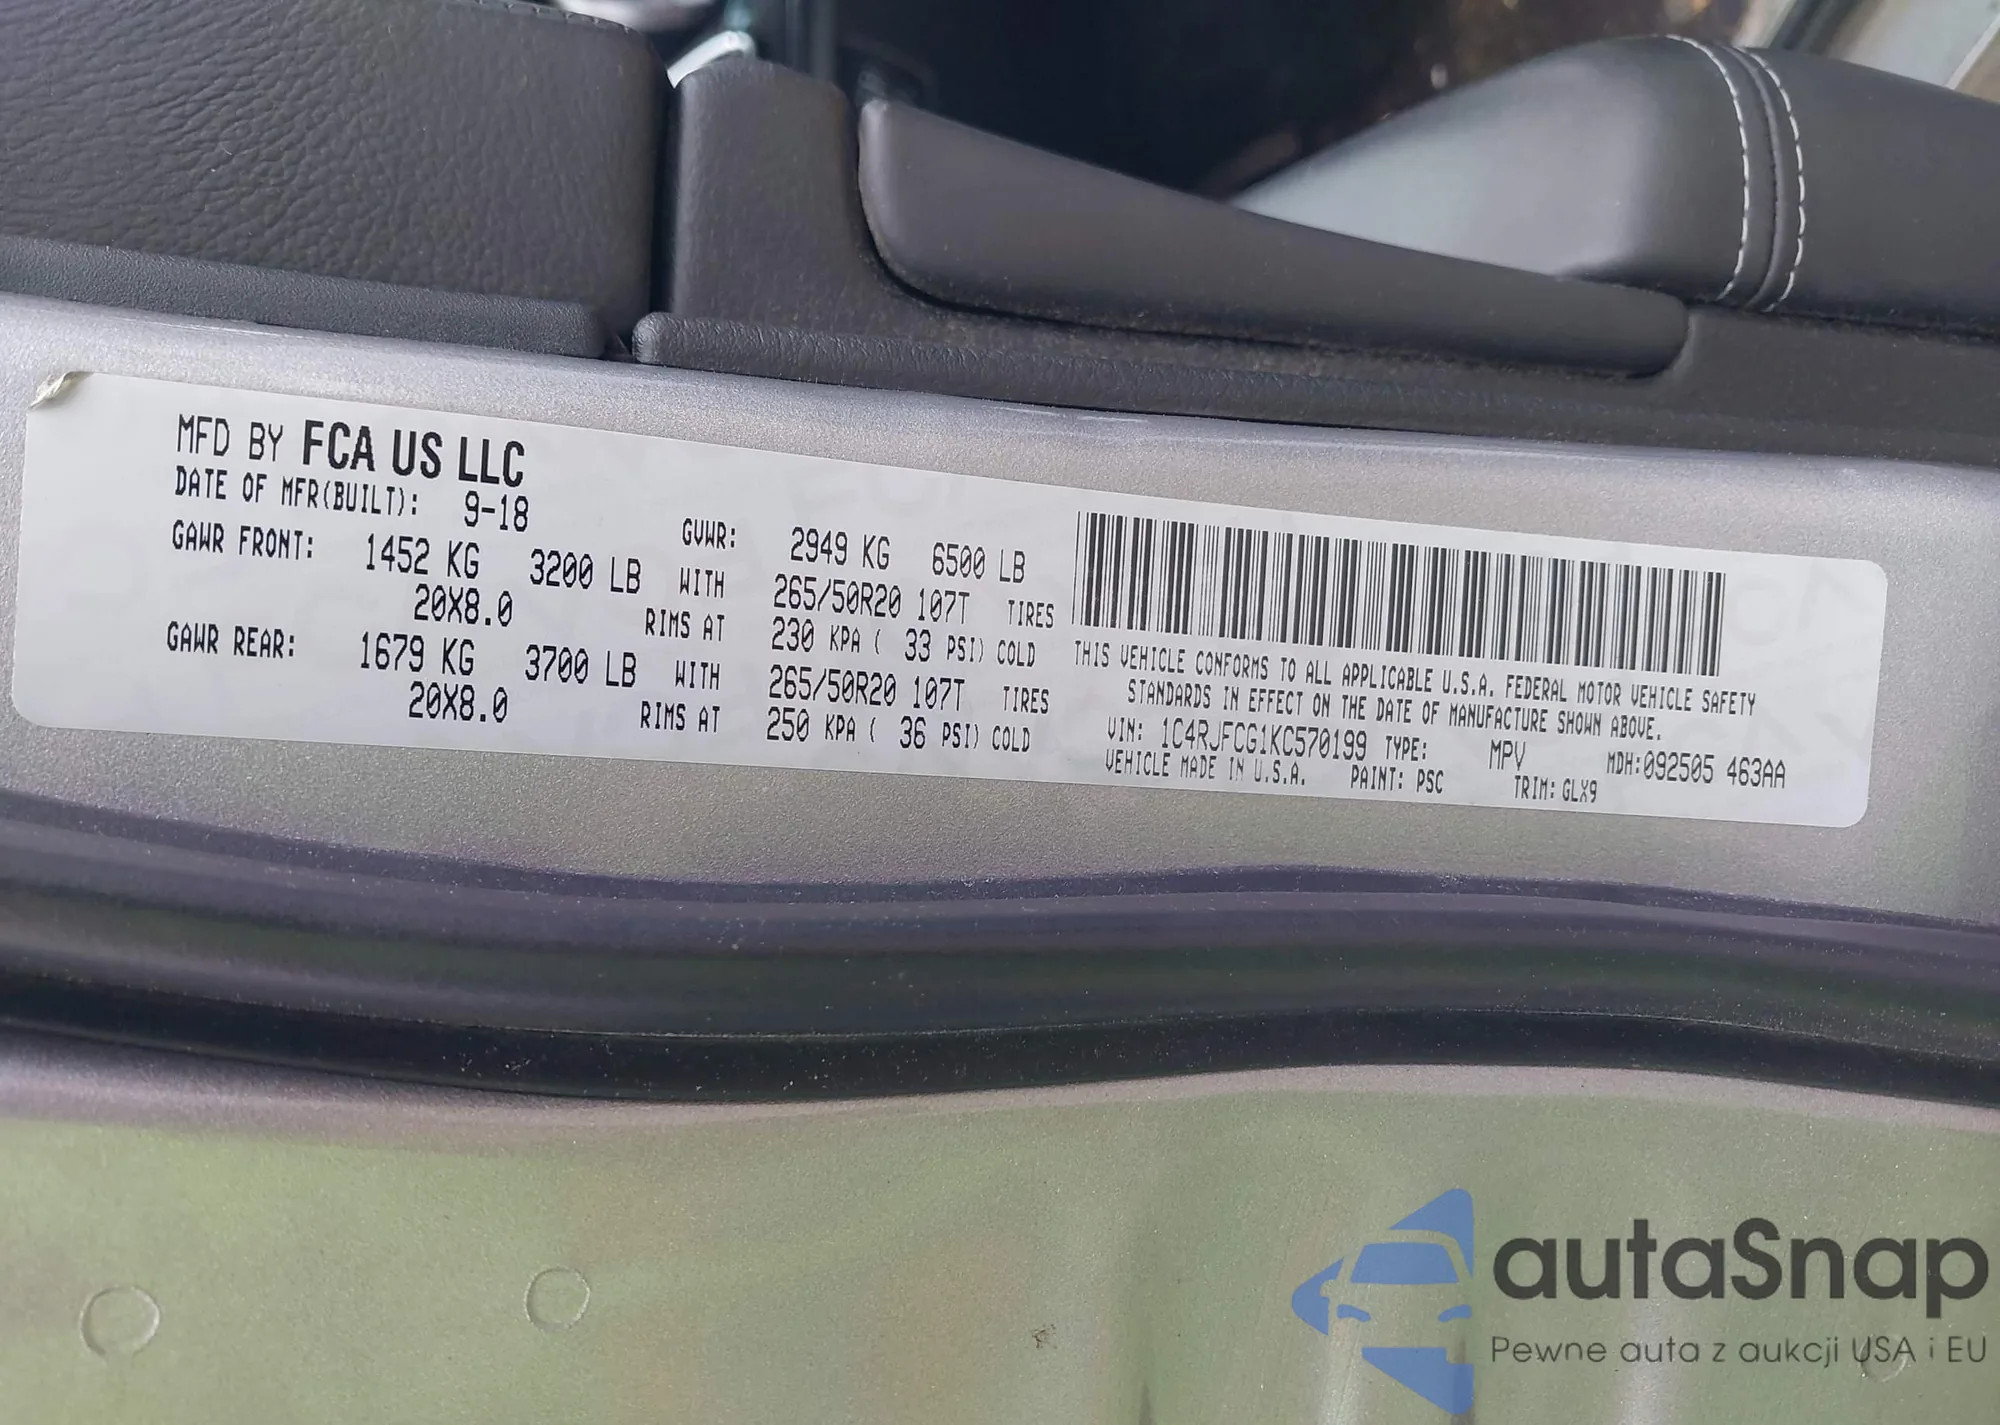 MFD BY FCA US LLC
DATE OF MFR(BUILT): 9-18
GVWR: 2949 KG 6500 LB
GAWR FRONT: 1452 KG 3200 LB WITH 265/50R20 107T TIRES
20X8.0 RIMS AT 230 KPA ( 33 PSI) COLD
GAWR REAR: 1679 KG 3700 LB WITH 265/50R20 107T TIRES
20X8.0 RIMS AT 250 KPA ( 36 PSI) COLD
THIS VEHICLE CONFORMS TO ALL APPLICABLE U.S.A. FEDERAL MOTOR VEHICLE SAFETY
STANDARDS IN EFFECT ON THE DATE OF MANUFACTURE SHOWN ABOVE.
VIN: 1C4RJFCG1KC570199 TYPE: MPV MDH:092505 463AA
VEHICLE MADE IN U.S.A. PAINT: PSC TRIM: GLX9
autaSnap
Pewne auta z aukcji USA i EU